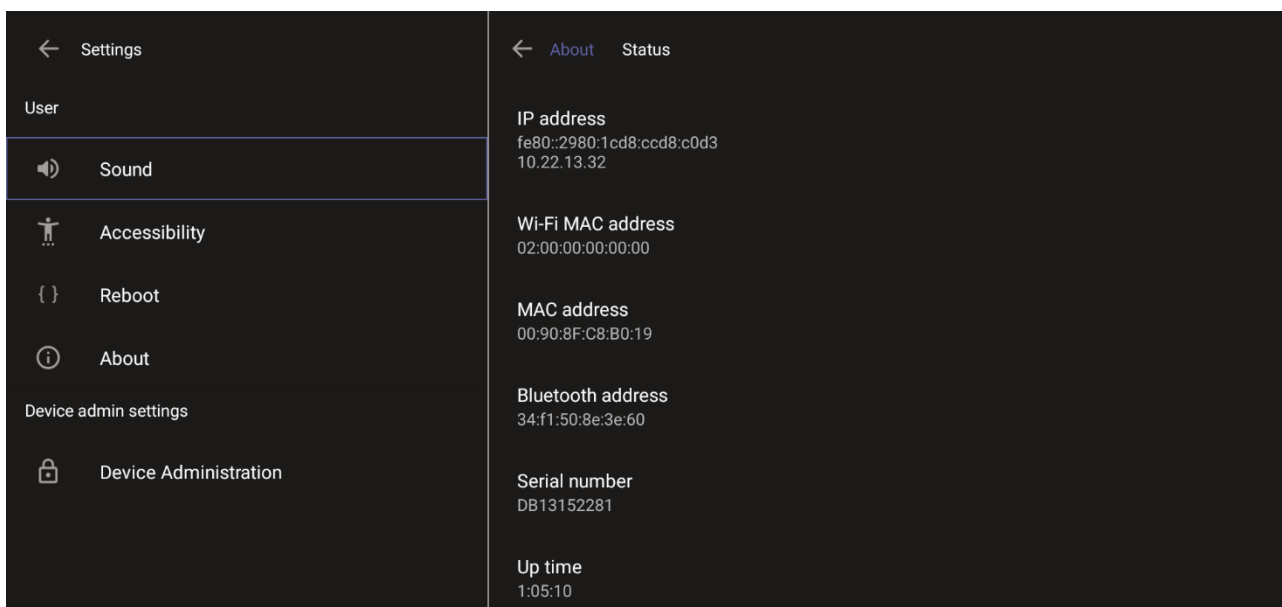 Settings
User
Sound
Accessibility
Reboot
About
Device admin settings
Device Administration
About Status
IP address
fe80::2980:1cd8:ccd8:c0d3
10.22.13.32
Wi-Fi MAC address
02:00:00:00:00:00
MAC address
00:90:8F:C8:B0:19
Bluetooth address
34:f1:50:8e:3e:60
Serial number
DB13152281
Up time
1:05:10